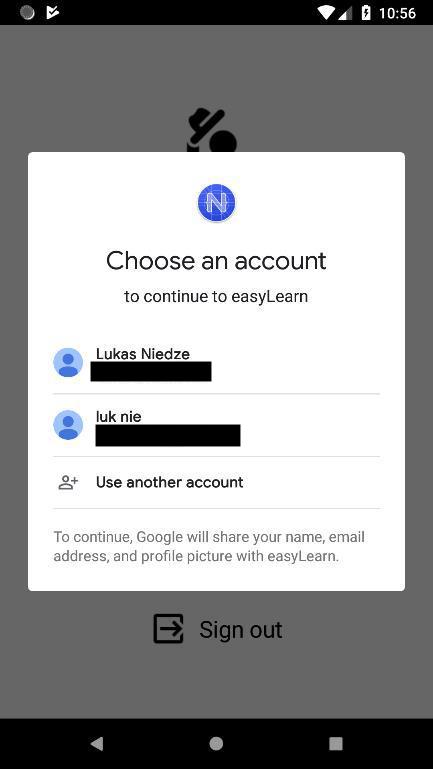 10:56
N
Choose an account
to continue to easyLearn
Lukas Niedze
luk nie
Use another account
To continue, Google will share your name, email
address, and profile picture with easyLearn.
Sign out